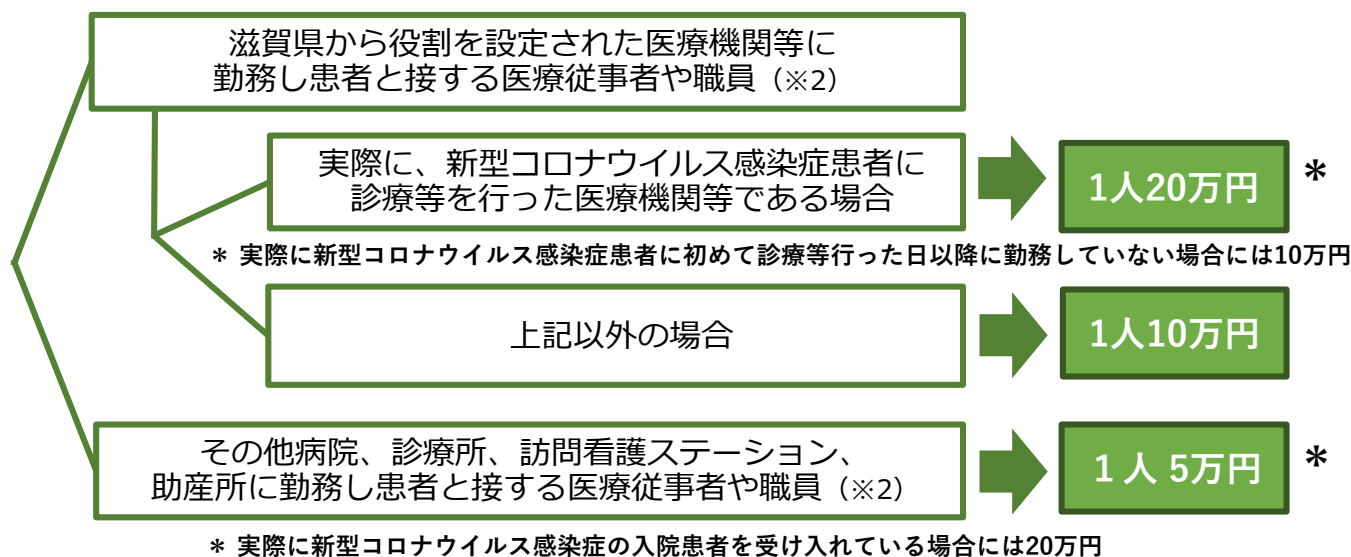 滋賀県から役割を設定された医療機関等に
勤務し患者と接する医療従事者や職員（※2）
実際に、新型コロナウイルス感染症患者に
診療等を行った医療機関等である場合
1人20万円 *
* 実際に新型コロナウイルス感染症患者に初めて診療等行った日以降に勤務していない場合には10万円
上記以外の場合
1人10万円
その他病院、診療所、訪問看護ステーション、
助産所に勤務し患者と接する医療従事者や職員（※2）
1 人 5万円 *
* 実際に新型コロナウイルス感染症の入院患者を受け入れている場合には20万円